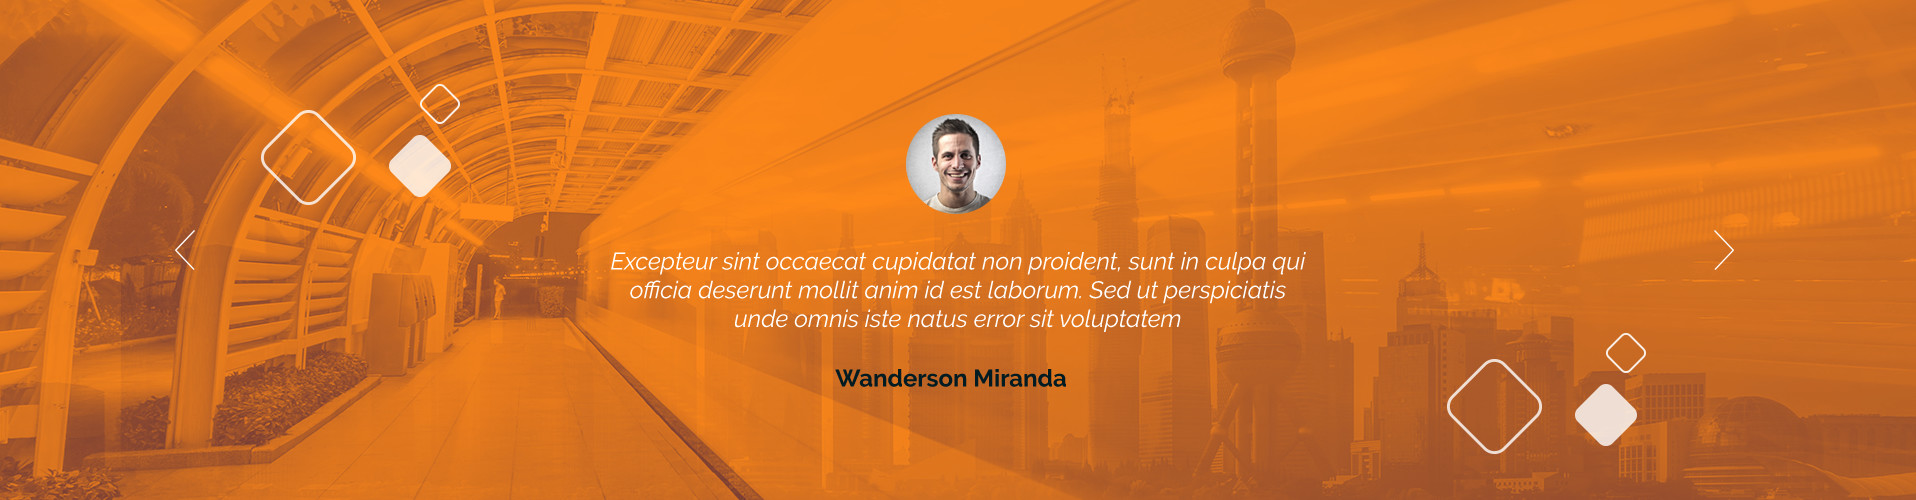 Excepteur sint occaecat cupidatat non proident, sunt in culpa qui
officia deserunt mollit anim id est laborum. Sed ut perspiciatis
unde omnis iste natus error sit voluptatem
Wanderson Miranda